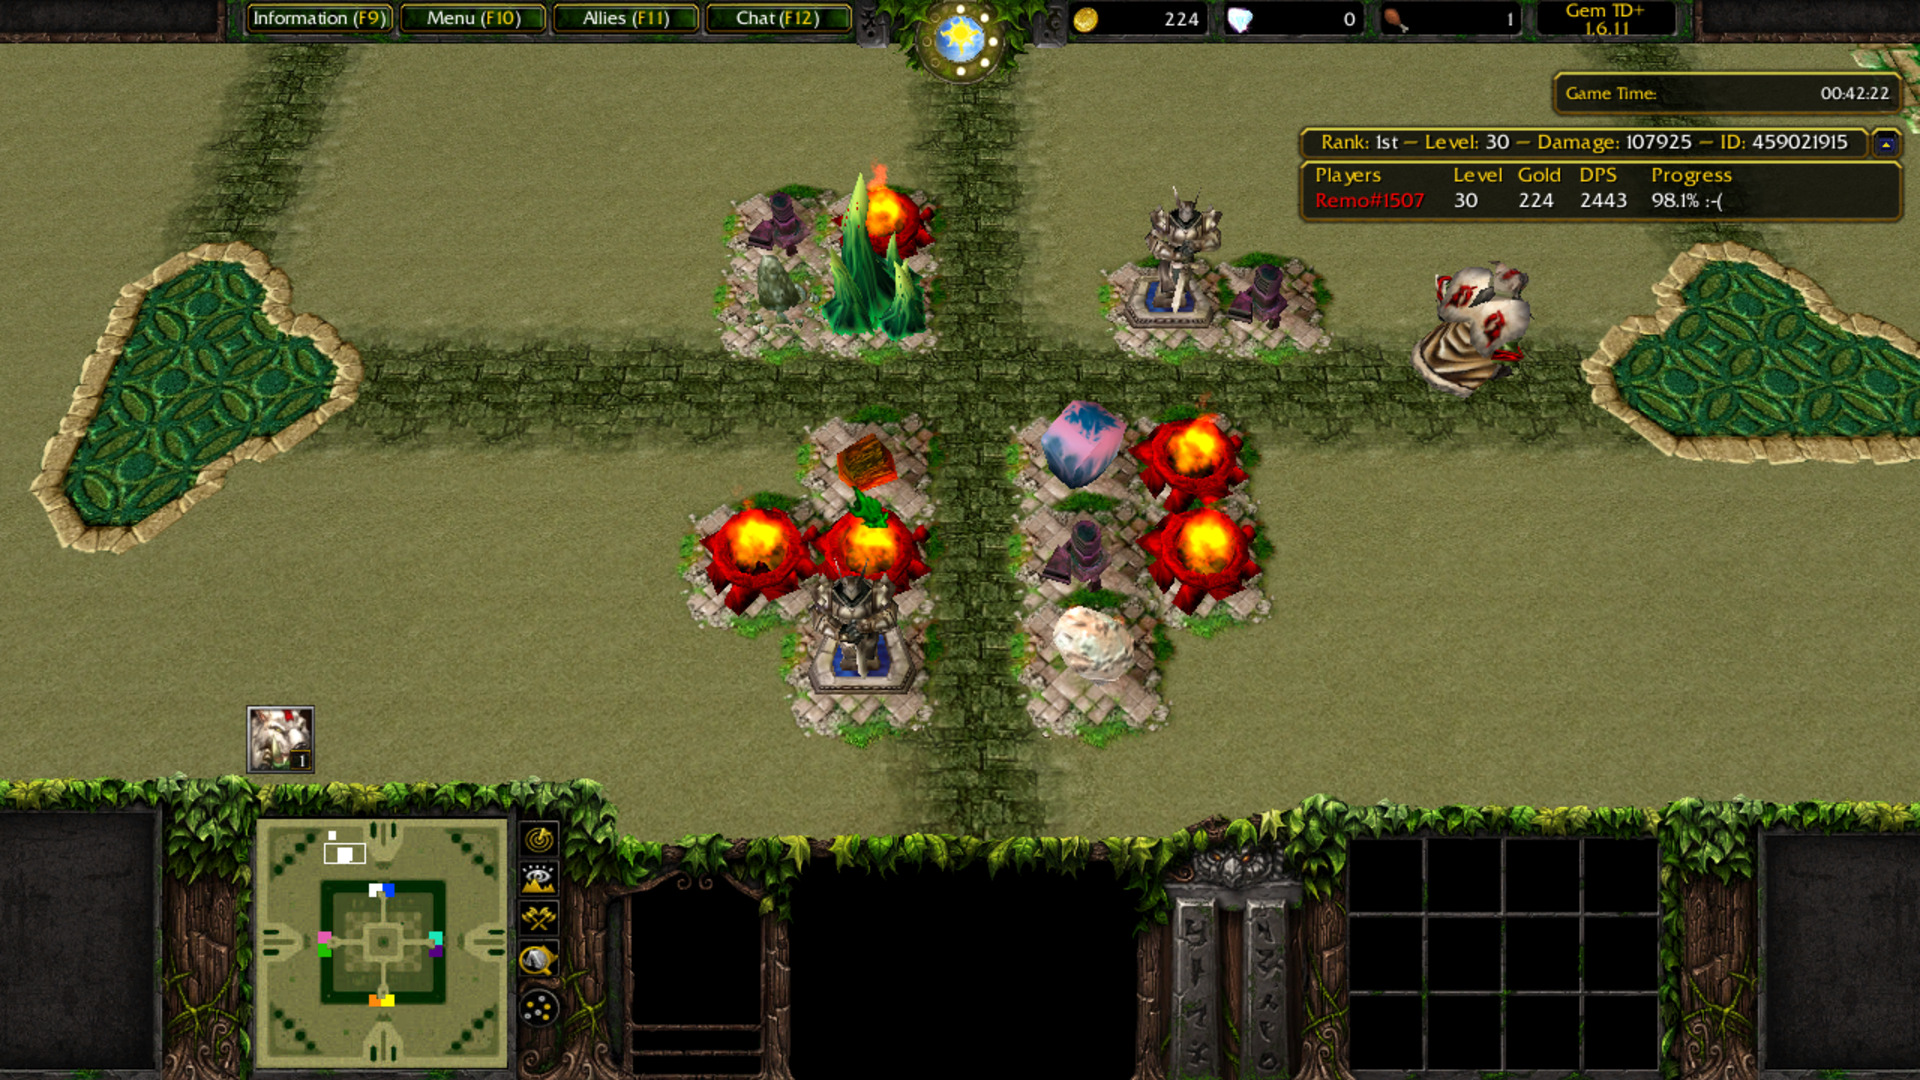 Information (F9)
Menu (F10)
Allies (F11)
Chat (F12)
224
0
1
Gem TD+
1.6.11
Game Time: 00:42:22
Rank: 1st – Level: 30 – Damage: 107925 – ID: 459021915
Players Level Gold DPS Progress
Remo#1507 30 224 2443 98.1% :-(
1